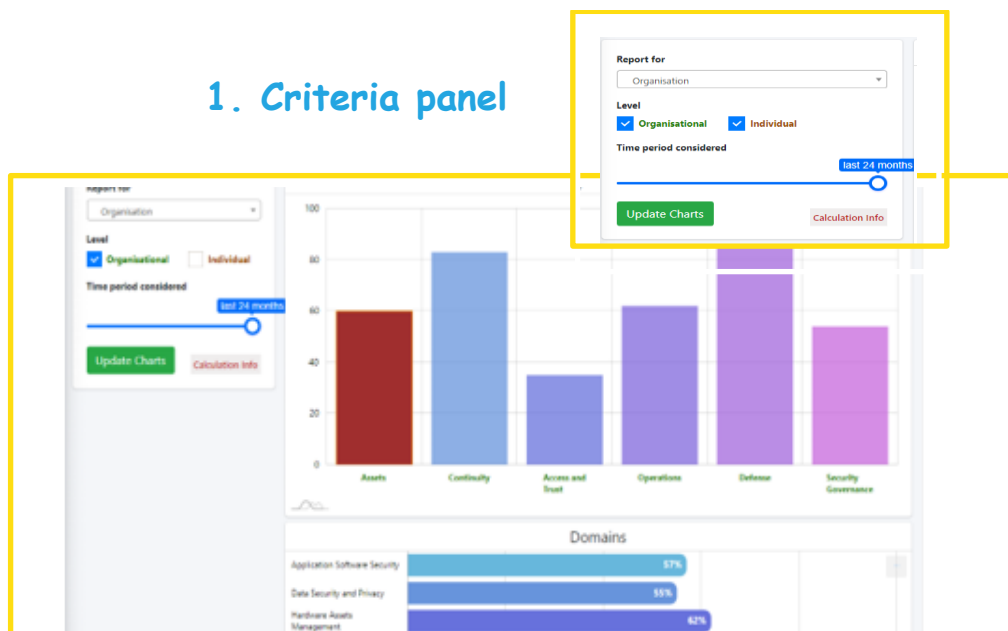 1. Criteria panel
Report for
Organisation
Level
Organisational
Individual
Time period considered
last 24 months
Update Charts
Calculation Info
Report for
Organisation
Level
Organisational
Individual
Time period considered
last 24 months
Update Charts
Calculation Info
100
80
60
40
20
0
Assets
Continuity
Access and
Trust
Operations
Defense
Security
Governance
Domains
Application Software Security
57%
Data Security and Privacy
55%
Hardware Assets
Management
62%